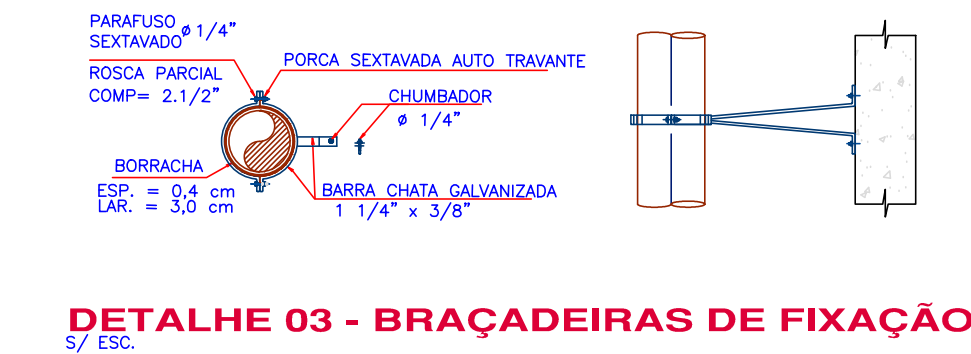 PARAFUSO
SEXTAVADO ø 1/4”
ROSCA PARCIAL
COMP= 2.1/2”
PORCA SEXTAVADA AUTO TRAVANTE
CHUMBADOR
ø 1/4”
BORRACHA
ESP. = 0,4 cm
LAR. = 3,0 cm
BARRA CHATA GALVANIZADA
1 1/4” x 3/8”
DETALHE 03 - BRAÇADEIRAS DE FIXAÇÃO
S/ ESC.